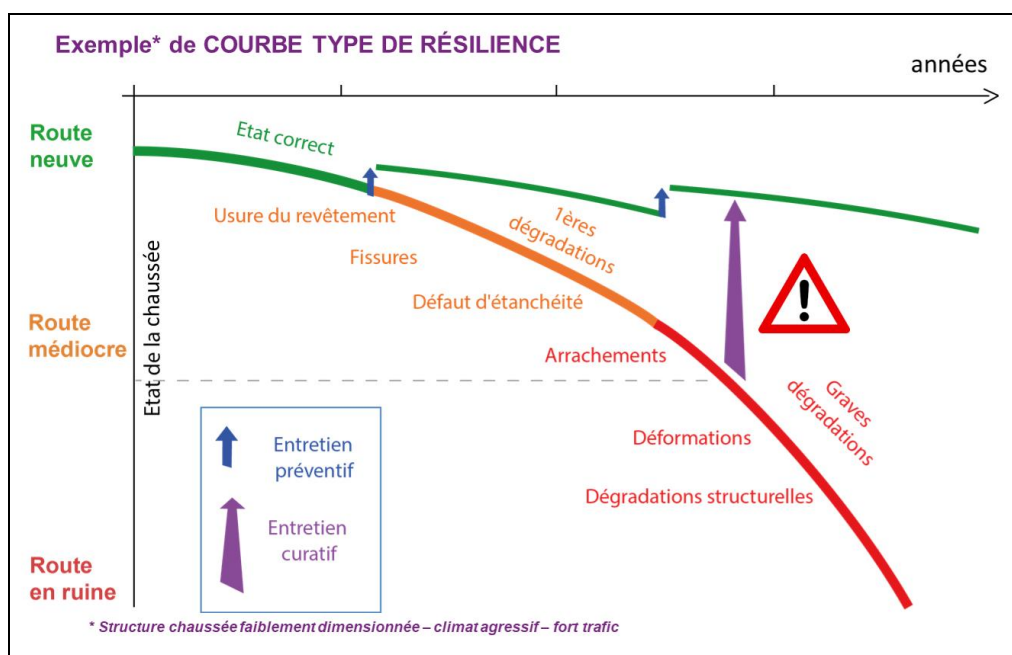 Exemple* de COURBE TYPE DE RÉSILIENCE
années
Route
neuve
Etat correct
Usure du revêtement
1ères
dégradations
Fissures
Défaut d'étanchéité
Route
médiocre
Etat de la chaussée
Arrachements
Graves
dégradations
Déformations
Entretien
préventif
Dégradations structurelles
Entretien
curatif
Route
en ruine
* Structure chaussée faiblement dimensionnée – climat agressif – fort trafic